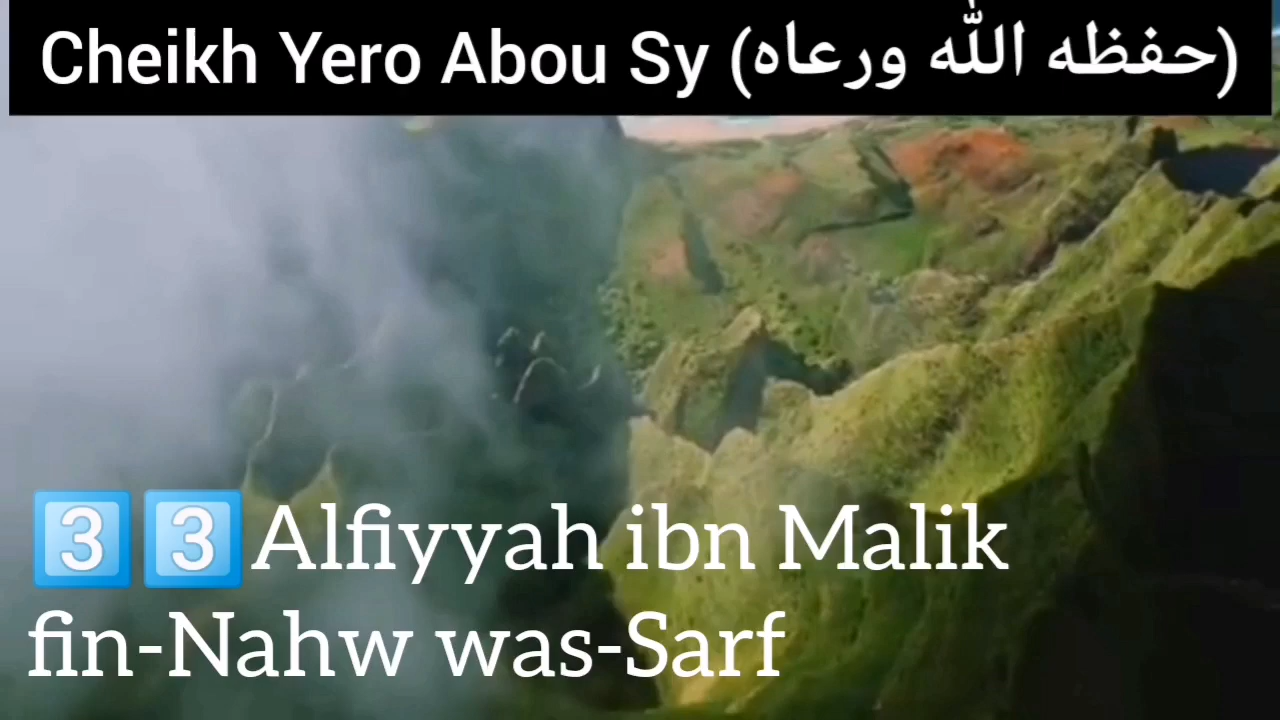 Cheikh Yero Abou Sy (حفظه الله ورعاه)
3️⃣3️⃣Alfiyyah ibn Malik
fin-Nahw was-Sarf